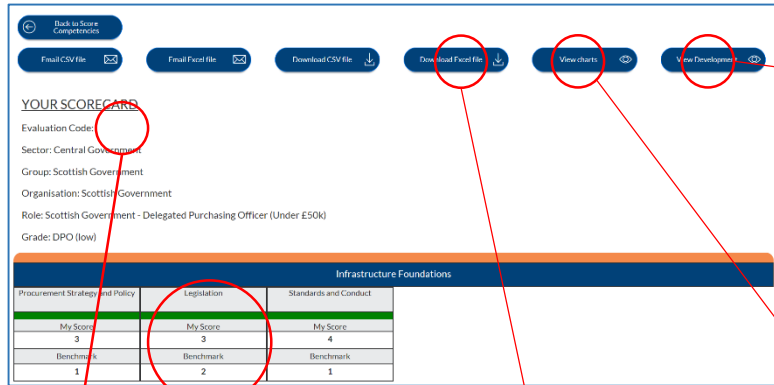 Back to Score
Competencies
Email CSV file
Email Excel file
Download CSV file
Download Excel file
View charts
View Development
YOUR SCORECARD
Evaluation Code:
Sector: Central Government
Group: Scottish Government
Organisation: Scottish Government
Role: Scottish Government - Delegated Purchasing Officer (Under £50k)
Grade: DPO (low)
Infrastructure Foundations
Procurement Strategy and Policy Legislation Standards and Conduct
My Score My Score My Score
3 3 4
Benchmark Benchmark Benchmark
1 2 1